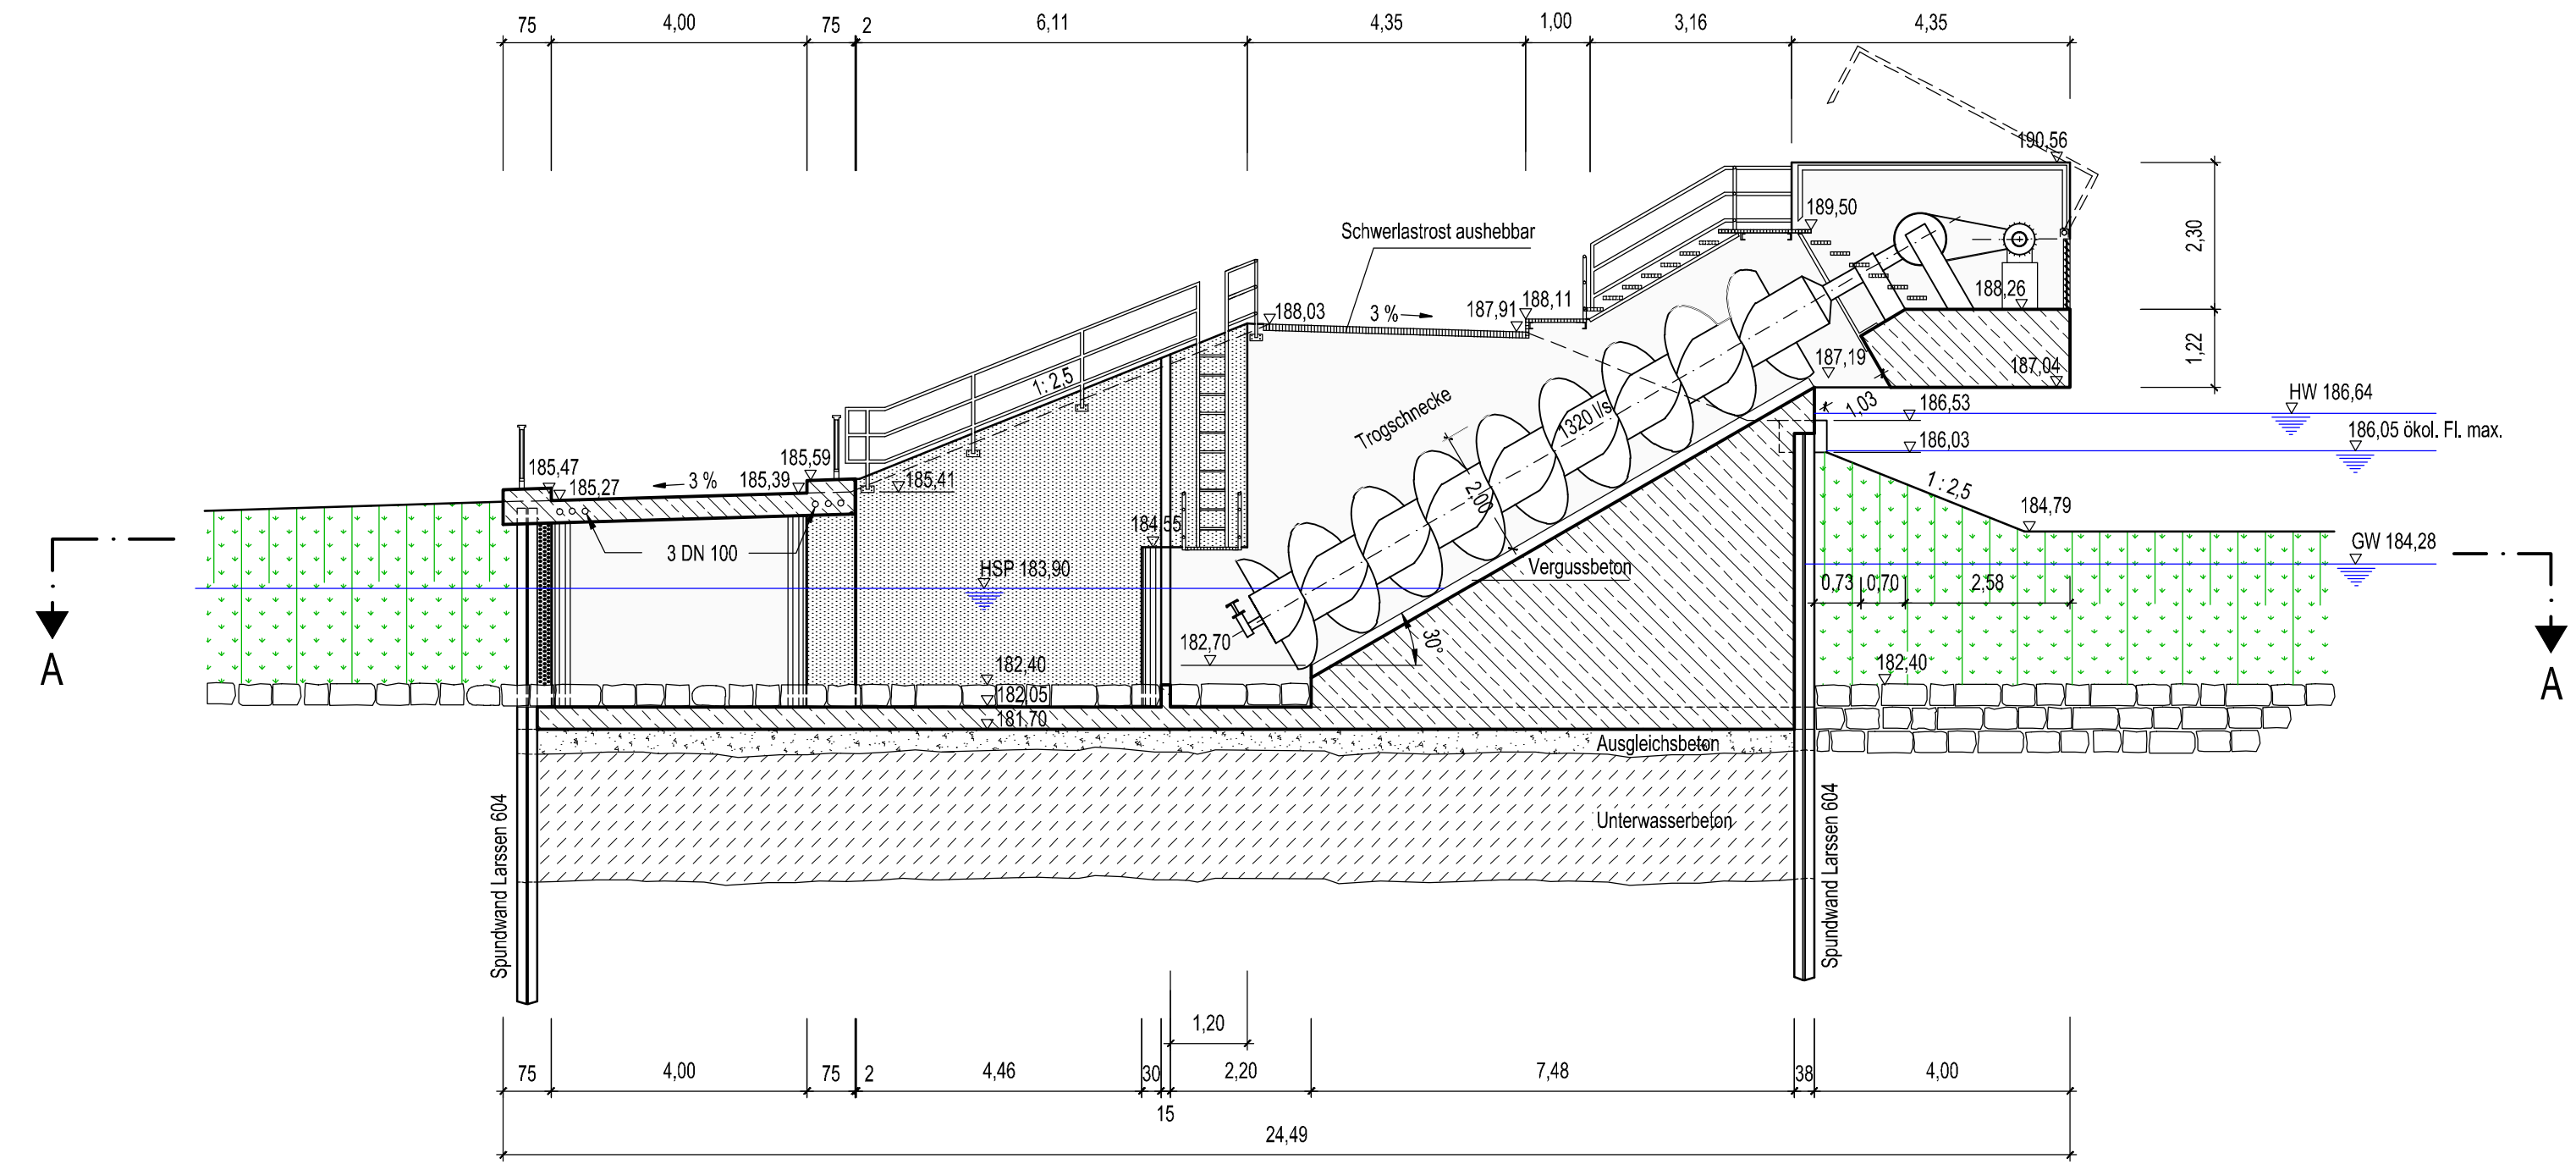 75 4,00 75 2 6,11 4,35 1,00 3,16 4,35
190,56
189,50
Schwerlastrost aushebbar
2,30
188,26
188,03 3 % 187,91 188,11
1,22
187,19 187,04
1: 2,5
HW 186,64
Trogschnecke
1320 l/s
1,03
186,53
186,05 ökol. Fl. max.
186,03
185,59
185,47
185,27 3 % 185,39 185,41
1 : 2,5
2,00
184,79
184,55
3 DN 100
GW 184,28
HSP 183,90
Vergussbeton
0,73 0,70 2,58
182,70
30°
A
A
182,40
182,40
182,05
181,70
Ausgleichsbeton
Unterwasserbeton
Spundwand Larssen 604
Spundwand Larssen 604
1,20
75 4,00 75 2 4,46 30 2,20 7,48 38 4,00
15
24,49